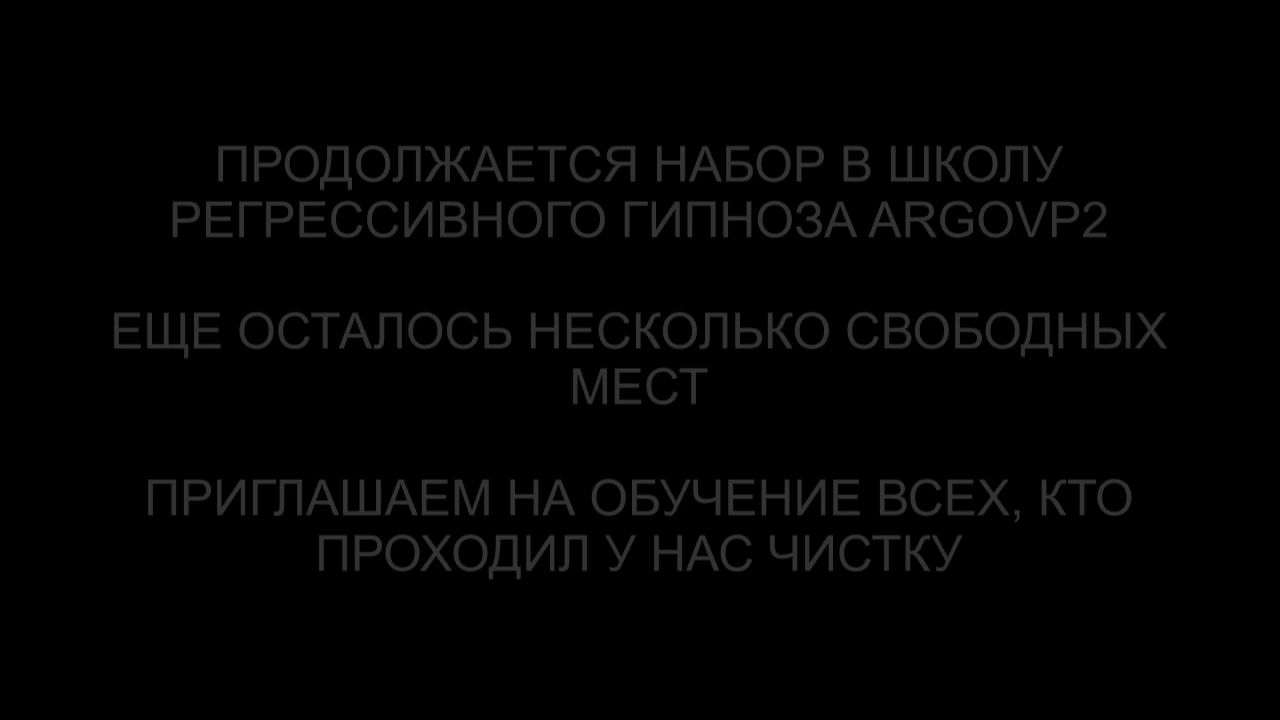 ПРОДОЛЖАЕТСЯ НАБОР В ШКОЛУ
РЕГРЕССИВНОГО ГИПНОЗА ARGOVP2
ЕЩЕ ОСТАЛОСЬ НЕСКОЛЬКО СВОБОДНЫХ
МЕСТ
ПРИГЛАШАЕМ НА ОБУЧЕНИЕ ВСЕХ, КТО
ПРОХОДИЛ У НАС ЧИСТКУ